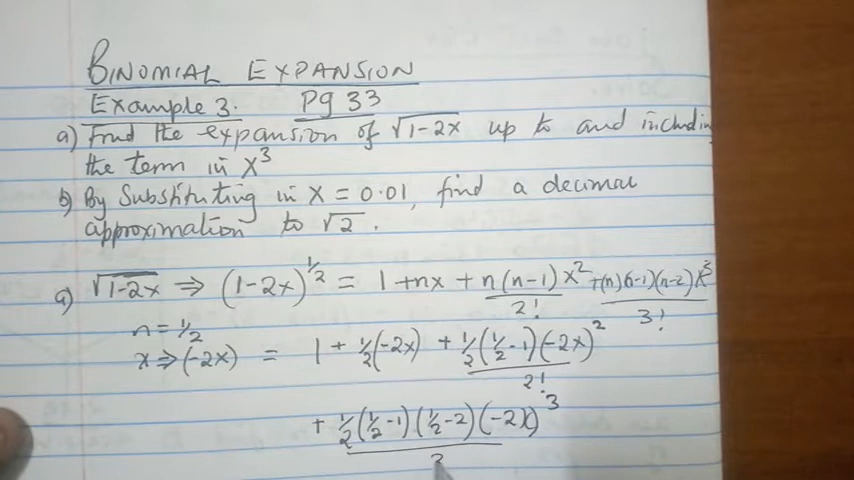 BINOMIAL EXPANSION
Example 3. Pg 33
a) Find the expansion of √1-2x up to and includin
the term in x³
b) By substituting in x = 0.01, find a decimal
approximation to √2.
a) √1-2x ⇒ (1-2x)^1/2 = 1 + nx + n(n-1)x²/2! + (n)(n-1)(n-2)x³/3!
n = 1/2
x ⇒ (-2x) = 1 + 1/2(-2x) + 1/2(1/2-1)(-2x)²/2!
+ 1/2(1/2-1)(1/2-2)(-2x)³/3